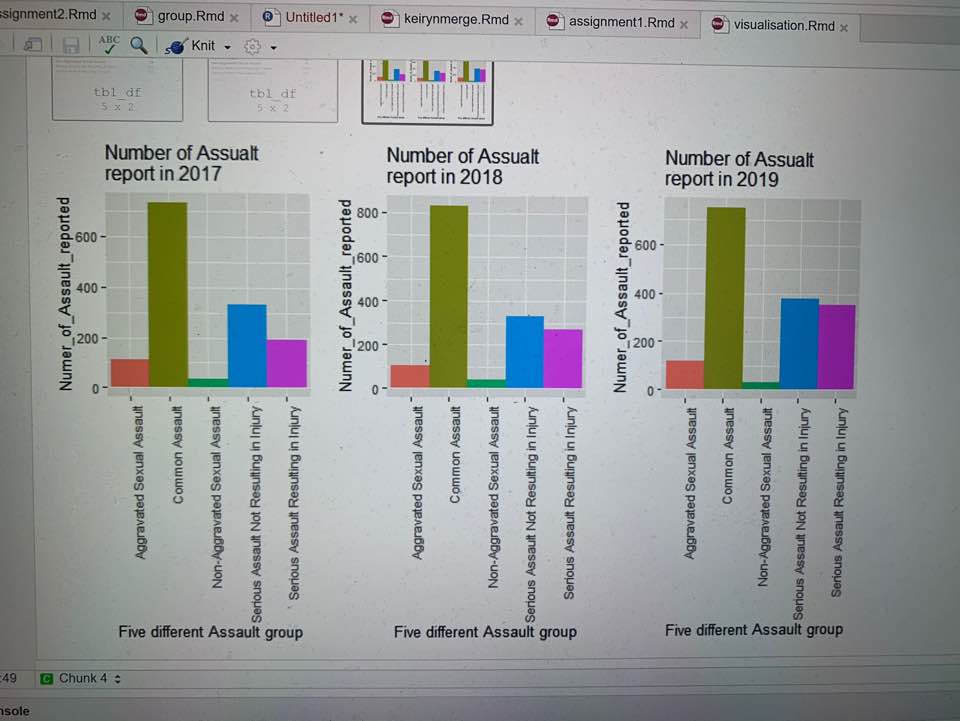 ssignment2.Rmd × group.Rmd × Untitled1* × keirynmerge.Rmd × assignment1.Rmd × visualisation.Rmd ×
ABC Knit
tbl_df
5 x 2
tbl_df
5 x 2
Number of Assualt
report in 2017
Numer_of_Assault_reported
600
400
200
0
Aggravated Sexual Assault
Common Assault
Non-Aggravated Sexual Assault
Serious Assault Not Resulting in Injury
Serious Assault Resulting in Injury
Five different Assault group
Number of Assualt
report in 2018
Numer_of_Assault_reported
800
600
400
200
0
Aggravated Sexual Assault
Common Assault
Non-Aggravated Sexual Assault
Serious Assault Not Resulting in Injury
Serious Assault Resulting in Injury
Five different Assault group
Number of Assualt
report in 2019
Numer_of_Assault_reported
600
400
200
0
Aggravated Sexual Assault
Common Assault
Non-Aggravated Sexual Assault
Serious Assault Not Resulting in Injury
Serious Assault Resulting in Injury
Five different Assault group
:49 C Chunk 4
nsole